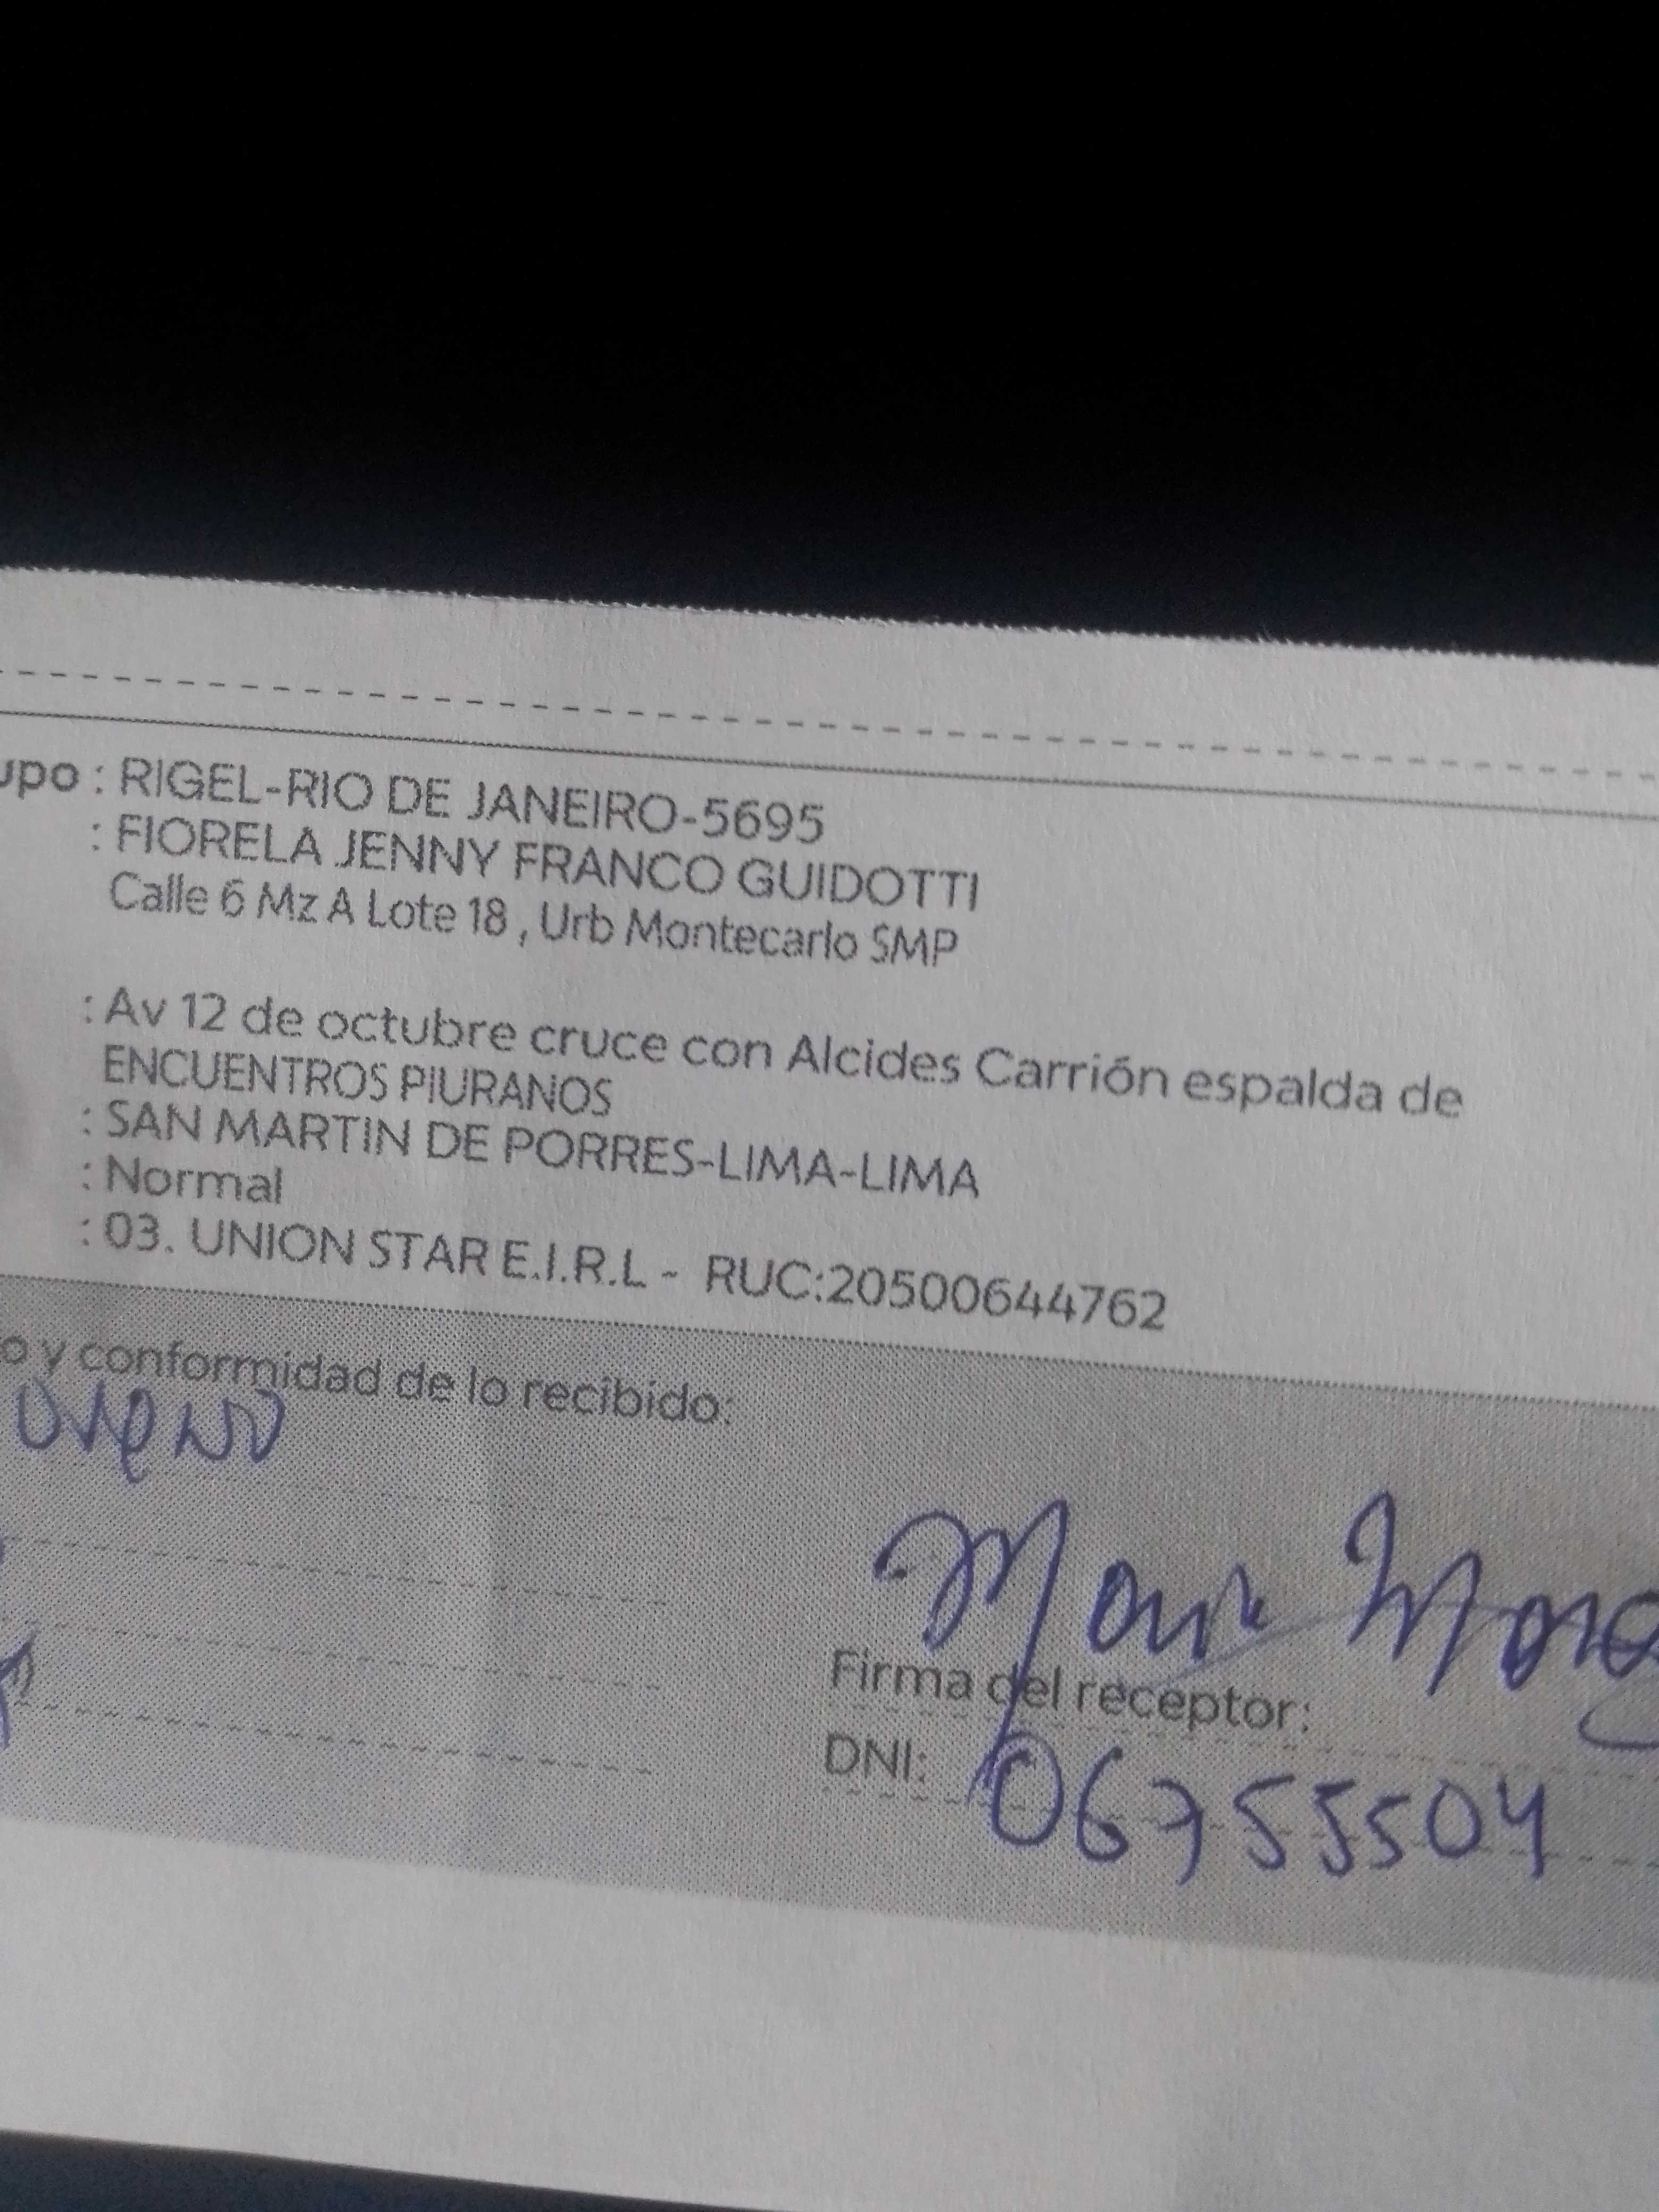 upo : RIGEL-RIO DE JANEIRO-5695
: FIORELA JENNY FRANCO GUIDOTTI
Calle 6 Mz A Lote 18 , Urb Montecarlo SMP
: Av 12 de octubre cruce con Alcides Carrión espalda de
ENCUENTROS PIURANOS
: SAN MARTIN DE PORRES-LIMA-LIMA
: Normal
: 03. UNION STAR E.I.R.L - RUC:20500644762
o y conformidad de lo recibido:
Firma del receptor:
DNI: 06755504